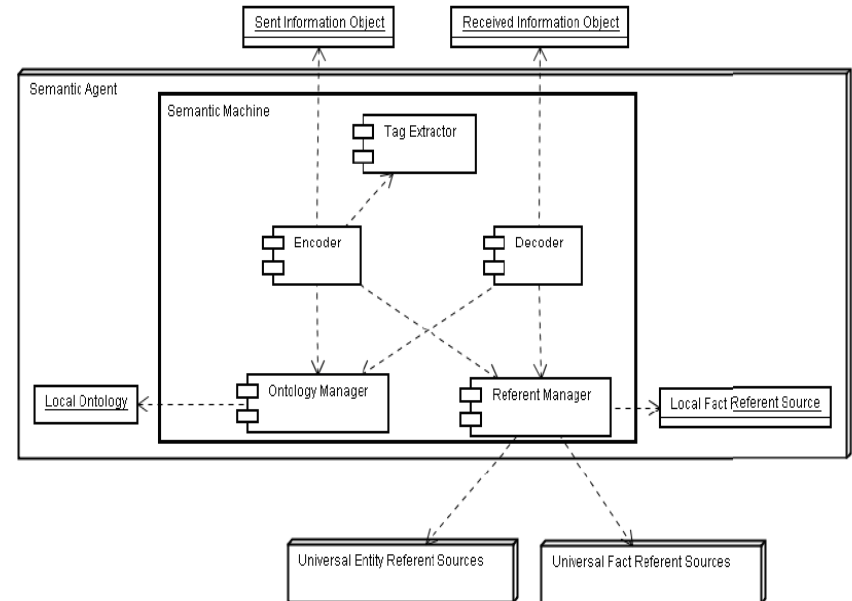 Sent Information Object
Received Information Object
Semantic Agent
Semantic Machine
Tag Extractor
Encoder
Decoder
Ontology Manager
Referent Manager
Local Ontology
Local Fact Referent Source
Universal Entity Referent Sources
Universal Fact Referent Sources